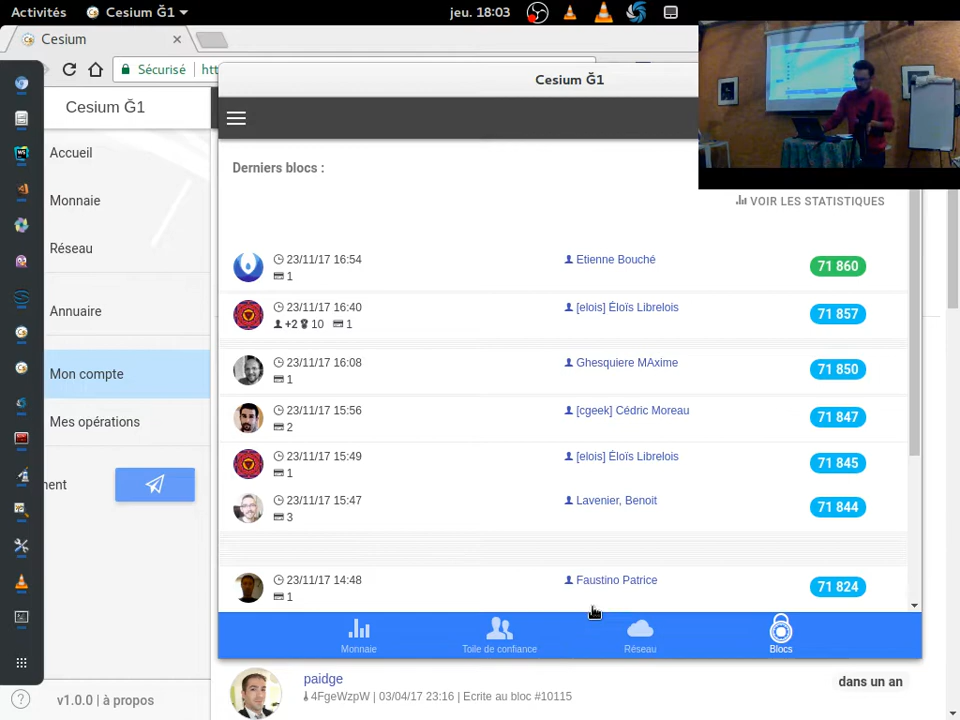 Activités Cesium Ğ1 jeu. 18:03
Cesium
Sécurisé htt
Cesium Ğ1
Cesium Ğ1
Accueil
Monnaie
Réseau
Annuaire
Mon compte
Mes opérations
ment
v1.0.0 | à propos
Derniers blocs :
VOIR LES STATISTIQUES
23/11/17 16:54 Etienne Bouché 71 860
1
23/11/17 16:40 [elois] Éloïs Librelois 71 857
+2 10 1
23/11/17 16:08 Ghesquiere MAxime 71 850
1
23/11/17 15:56 [cgeek] Cédric Moreau 71 847
2
23/11/17 15:49 [elois] Éloïs Librelois 71 845
1
23/11/17 15:47 Lavenier, Benoit 71 844
3
23/11/17 14:48 Faustino Patrice 71 824
1
Monnaie Toile de confiance Réseau Blocs
paidge dans un an
4FgeWzpW | 03/04/17 23:16 | Ecrite au bloc #10115